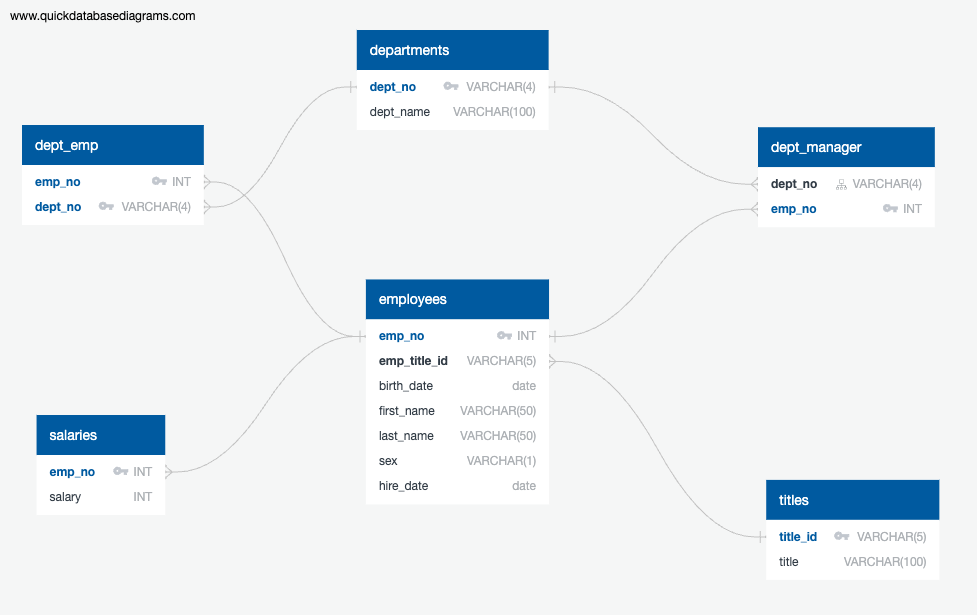 www.quickdatabasediagrams.com
departments
dept_no VARCHAR(4)
dept_name VARCHAR(100)
dept_emp
emp_no INT
dept_no VARCHAR(4)
dept_manager
dept_no VARCHAR(4)
emp_no INT
employees
emp_no INT
emp_title_id VARCHAR(5)
birth_date date
first_name VARCHAR(50)
last_name VARCHAR(50)
sex VARCHAR(1)
hire_date date
salaries
emp_no INT
salary INT
titles
title_id VARCHAR(5)
title VARCHAR(100)